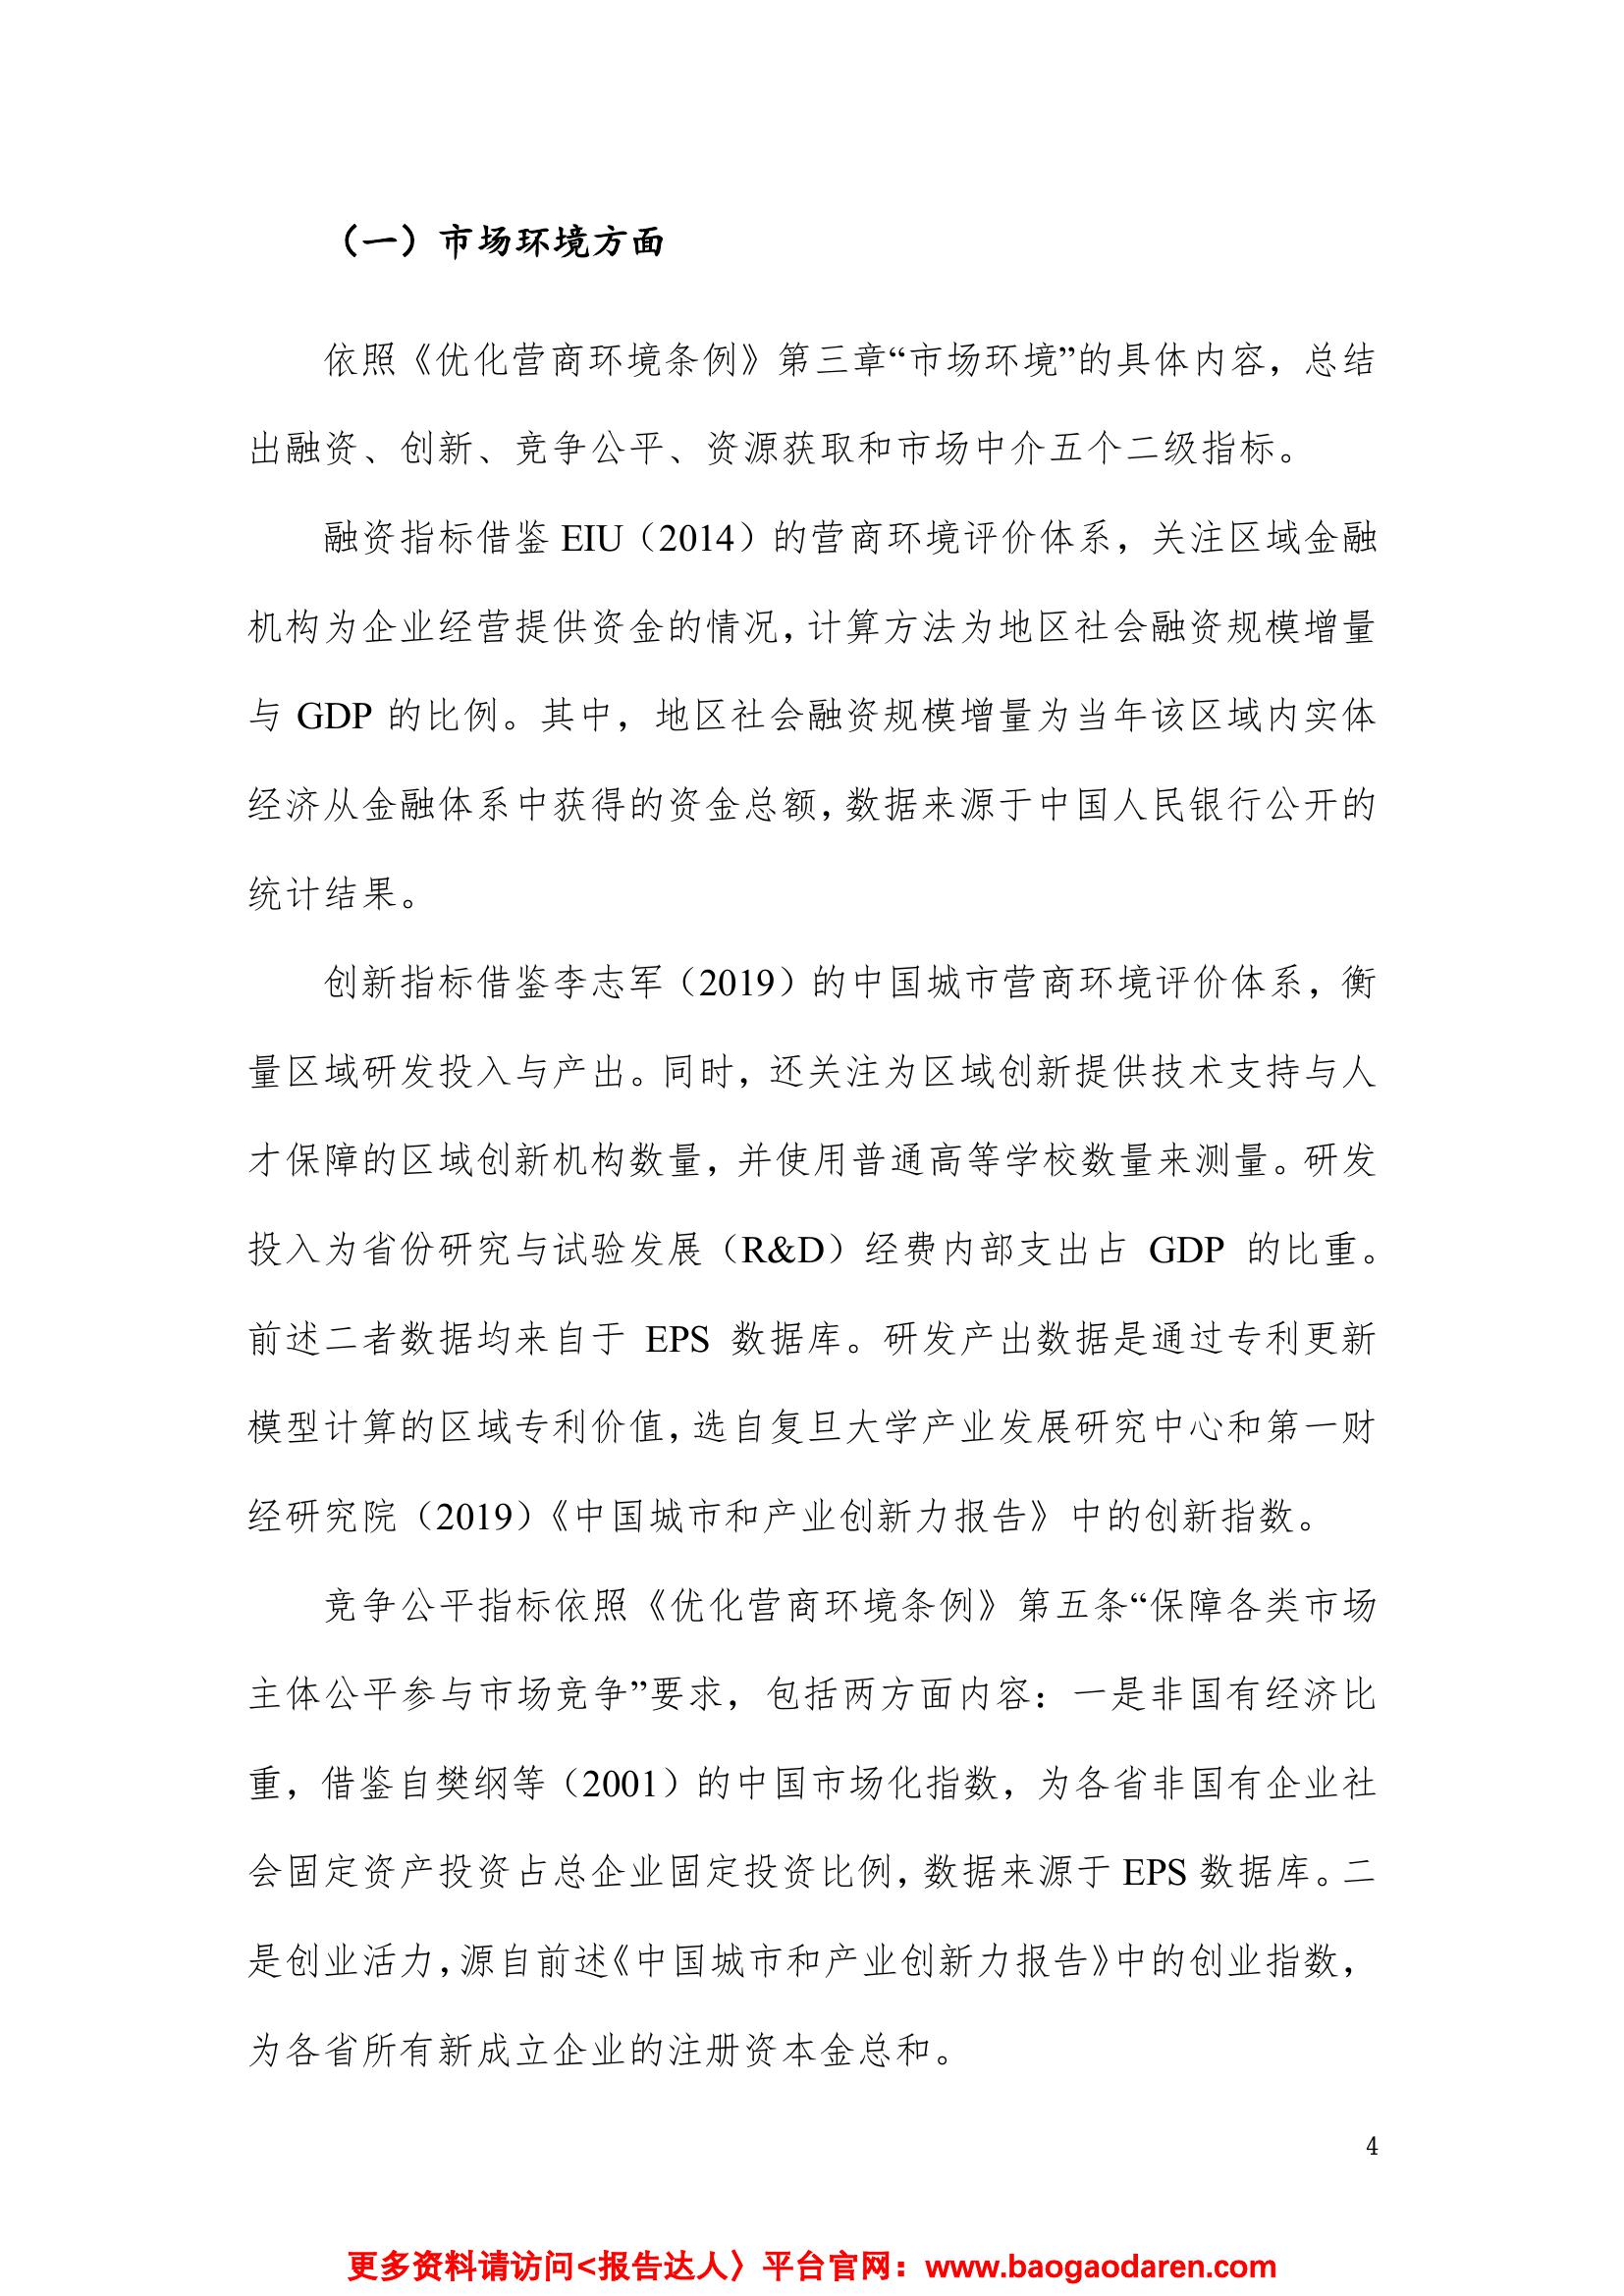 （一）市场环境方面
依照《优化营商环境条例》第三章“市场环境”的具体内容，总结
出融资、创新、竞争公平、资源获取和市场中介五个二级指标。
融资指标借鉴 EIU（2014）的营商环境评价体系，关注区域金融
机构为企业经营提供资金的情况，计算方法为地区社会融资规模增量
与 GDP 的比例。其中，地区社会融资规模增量为当年该区域内实体
经济从金融体系中获得的资金总额，数据来源于中国人民银行公开的
统计结果。
创新指标借鉴李志军（2019）的中国城市营商环境评价体系，衡
量区域研发投入与产出。同时，还关注为区域创新提供技术支持与人
才保障的区域创新机构数量，并使用普通高等学校数量来测量。研发
投入为省份研究与试验发展（R&D）经费内部支出占 GDP 的比重。
前述二者数据均来自于 EPS 数据库。研发产出数据是通过专利更新
模型计算的区域专利价值，选自复旦大学产业发展研究中心和第一财
经研究院（2019）《中国城市和产业创新力报告》中的创新指数。
竞争公平指标依照《优化营商环境条例》第五条“保障各类市场
主体公平参与市场竞争”要求，包括两方面内容：一是非国有经济比
重，借鉴自樊纲等（2001）的中国市场化指数，为各省非国有企业社
会固定资产投资占总企业固定投资比例，数据来源于 EPS 数据库。二
是创业活力，源自前述《中国城市和产业创新力报告》中的创业指数，
为各省所有新成立企业的注册资本金总和。
4
更多资料请访问<报告达人〉平台官网：www.baogaodaren.com